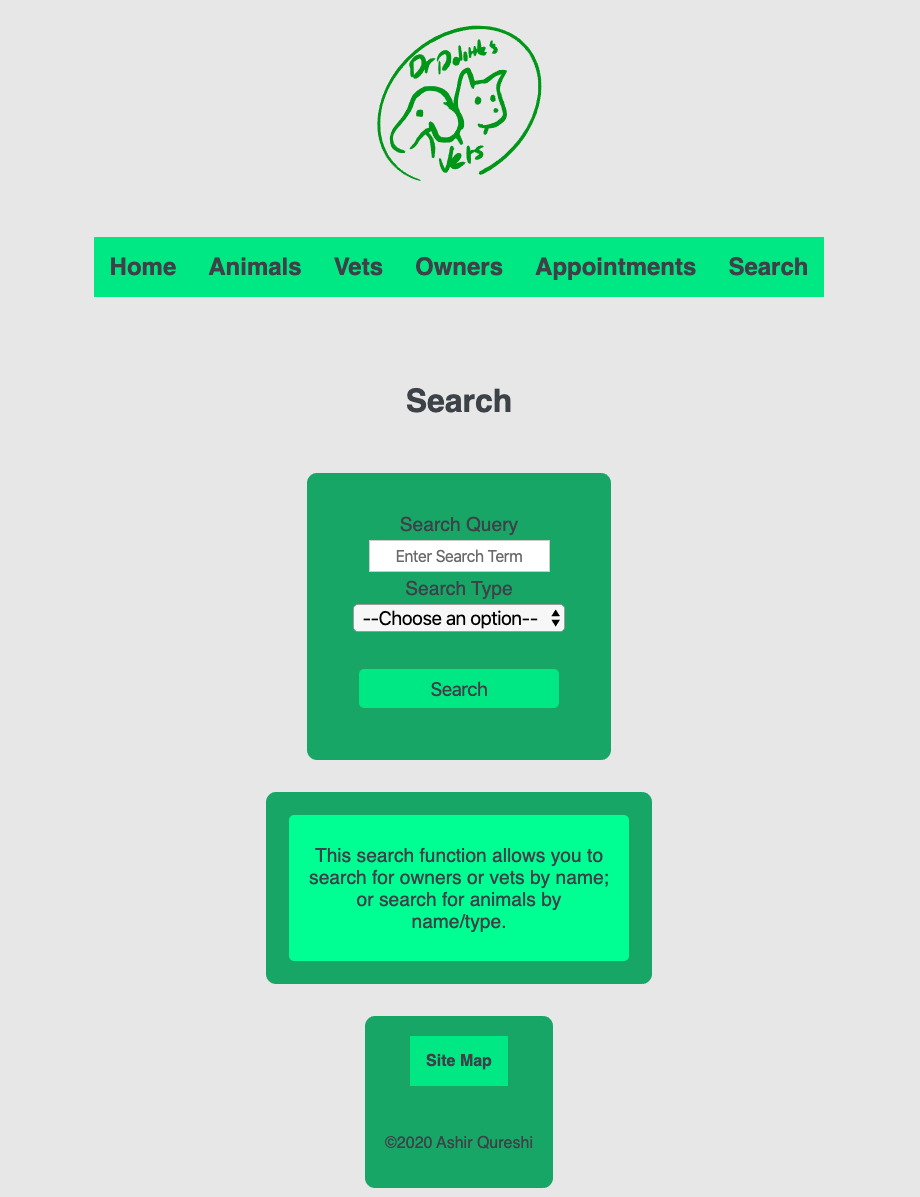 Dr Dolittle's
Vets
Home Animals Vets Owners Appointments Search
Search
Search Query
Enter Search Term
Search Type
--Choose an option--
Search
This search function allows you to
search for owners or vets by name;
or search for animals by
name/type.
Site Map
©2020 Ashir Qureshi